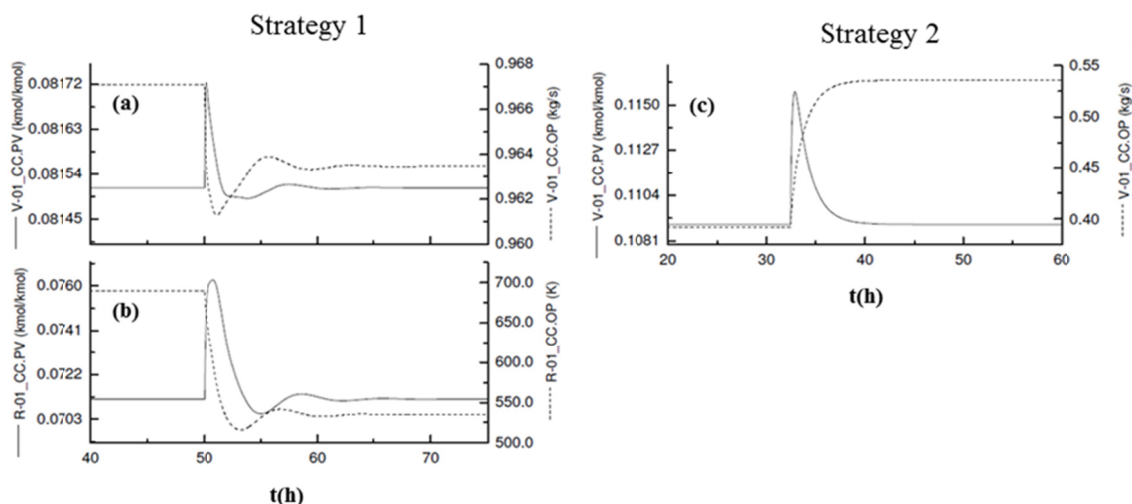 Strategy 1
Strategy 2
(a)
V-01_CC.PV (kmol/kmol)
0.08172
0.08163
0.08154
0.08145
0.968
0.966
0.964
0.962
0.960
V-01_CC.OP (kg/s)
(b)
R-01_CC.PV (kmol/kmol)
0.0760
0.0741
0.0722
0.0703
700.0
650.0
600.0
550.0
500.0
R-01_CC.OP (K)
40 50 60 70
t(h)
(c)
V-01_CC.PV (kmol/kmol)
0.1150
0.1127
0.1104
0.1081
0.55
0.50
0.45
0.40
V-01_CC.OP (kg/s)
20 30 40 50 60
t(h)